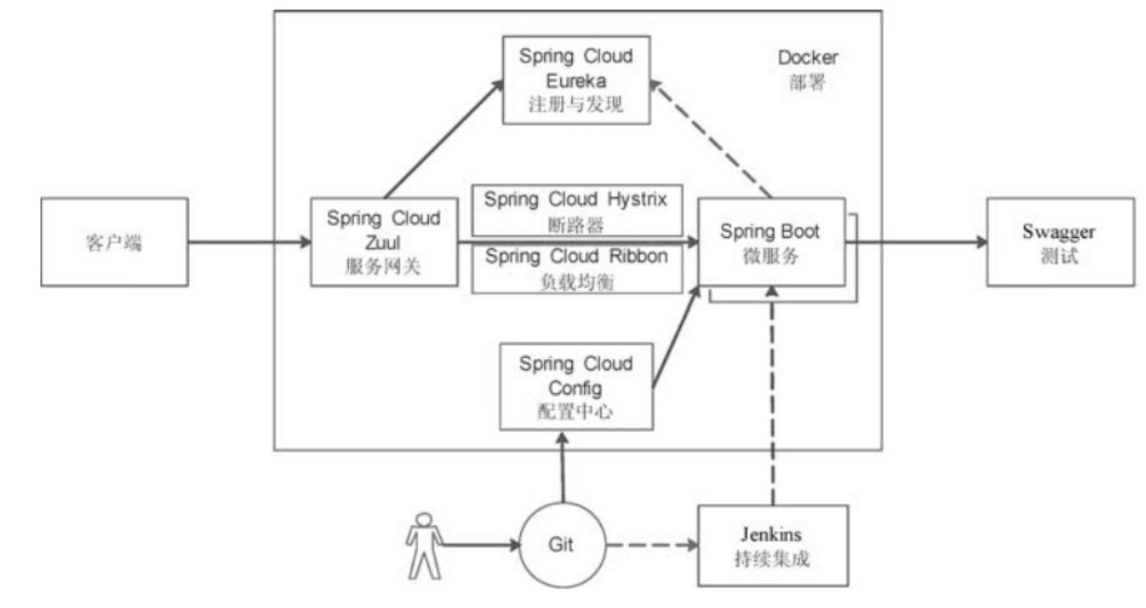 Spring Cloud
Eureka
注册与发现
Docker
部署
客户端
Spring Cloud
Zuul
服务网关
Spring Cloud Hystrix
断路器
Spring Cloud Ribbon
负载均衡
Spring Boot
微服务
Swagger
测试
Spring Cloud
Config
配置中心
Git
Jenkins
持续集成